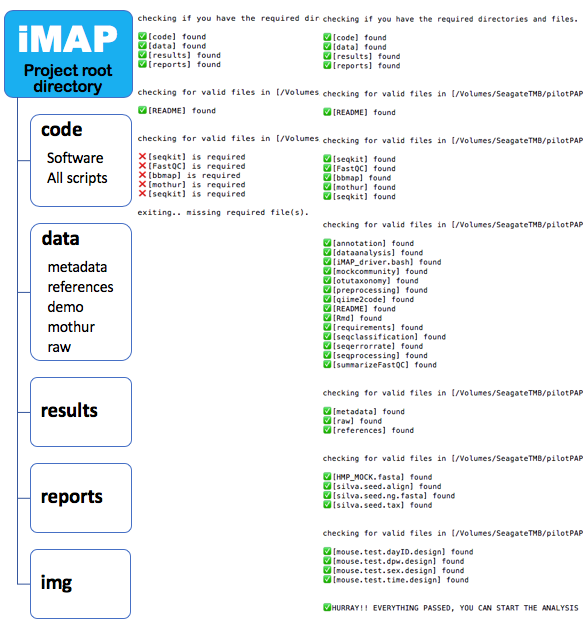 iMAP
Project root
directory
code
Software
All scripts
data
metadata
references
demo
mothur
raw
results
reports
img
checking if you have the required dir
✅[code] found
✅[data] found
✅[results] found
✅[reports] found
checking for valid files in [/Volumes
✅[README] found
checking for valid files in [/Volumes
❌[seqkit] is required
❌[FastQC] is required
❌[bbmap] is required
❌[mothur] is required
❌[seqkit] is required
exiting.. missing required file(s).
checking if you have the required directories and files.
✅[code] found
✅[data] found
✅[results] found
✅[reports] found
checking for valid files in [/Volumes/SeagateTMB/pilotPAP
✅[README] found
checking for valid files in [/Volumes/SeagateTMB/pilotPAP
✅[seqkit] found
✅[FastQC] found
✅[bbmap] found
✅[mothur] found
✅[seqkit] found
checking for valid files in [/Volumes/SeagateTMB/pilotPAP
✅[annotation] found
✅[dataanalysis] found
✅[iMAP_driver.bash] found
✅[mockcommunity] found
✅[otutaxonomy] found
✅[preprocessing] found
✅[qiime2code] found
✅[README] found
✅[Rmd] found
✅[requirements] found
✅[seqclassification] found
✅[seqerrorrate] found
✅[seqprocessing] found
✅[summarizeFastQC] found
checking for valid files in [/Volumes/SeagateTMB/pilotPAP
✅[metadata] found
✅[raw] found
✅[references] found
checking for valid files in [/Volumes/SeagateTMB/pilotPAP
✅[HMP_MOCK.fasta] found
✅[silva.seed.align] found
✅[silva.seed.ng.fasta] found
✅[silva.seed.tax] found
checking for valid files in [/Volumes/SeagateTMB/pilotPAP
✅[mouse.test.dayID.design] found
✅[mouse.test.dpw.design] found
✅[mouse.test.sex.design] found
✅[mouse.test.time.design] found
✅HURRAY!! EVERYTHING PASSED, YOU CAN START THE ANALYSIS